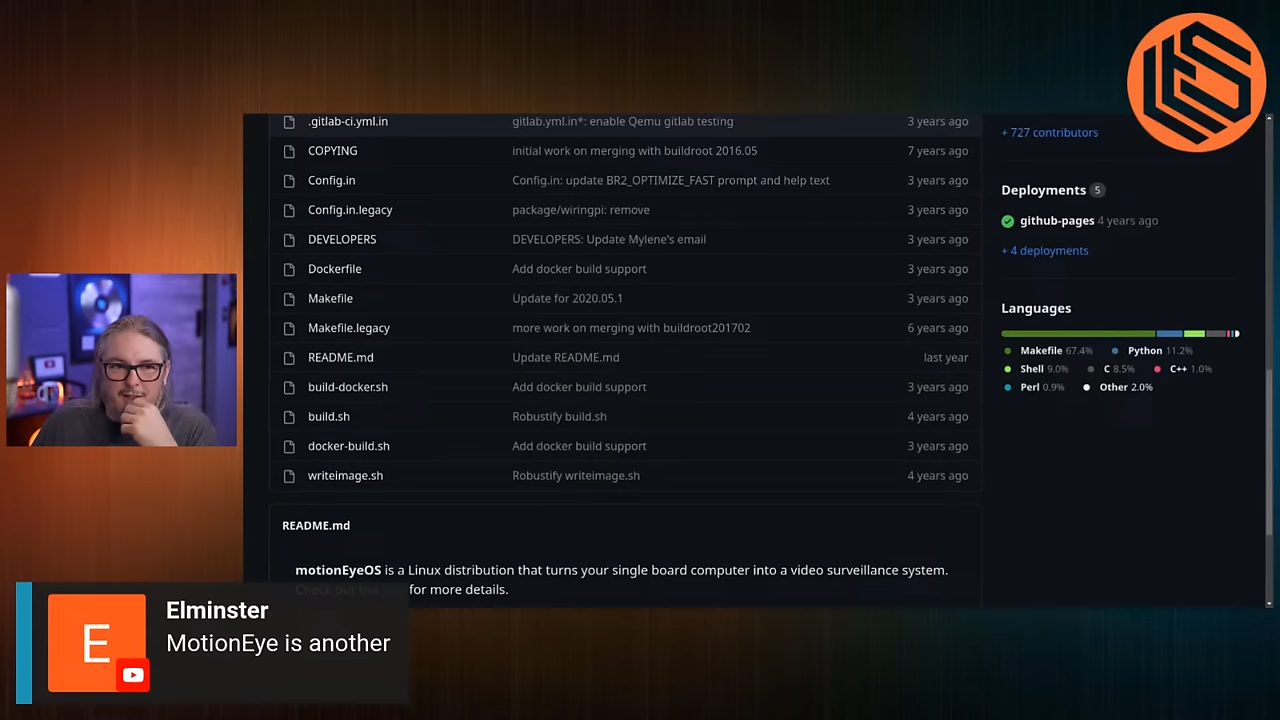 .gitlab-ci.yml.in gitlab.yml.in*: enable Qemu gitlab testing 3 years ago
COPYING initial work on merging with buildroot 2016.05 7 years ago
Config.in Config.in: update BR2_OPTIMIZE_FAST prompt and help text 3 years ago
Config.in.legacy package/wiringpi: remove 3 years ago
DEVELOPERS DEVELOPERS: Update Mylene's email 3 years ago
Dockerfile Add docker build support 3 years ago
Makefile Update for 2020.05.1 3 years ago
Makefile.legacy more work on merging with buildroot201702 6 years ago
README.md Update README.md last year
build-docker.sh Add docker build support 3 years ago
build.sh Robustify build.sh 4 years ago
docker-build.sh Add docker build support 3 years ago
writeimage.sh Robustify writeimage.sh 4 years ago
README.md
motionEyeOS is a Linux distribution that turns your single board computer into a video surveillance system.
Check out the for more details.
+ 727 contributors
Deployments 5
github-pages 4 years ago
+ 4 deployments
Languages
Makefile 67.4% Python 11.2%
Shell 9.0% C 8.5% C++ 1.0%
Perl 0.9% Other 2.0%
E
Elminster
MotionEye is another